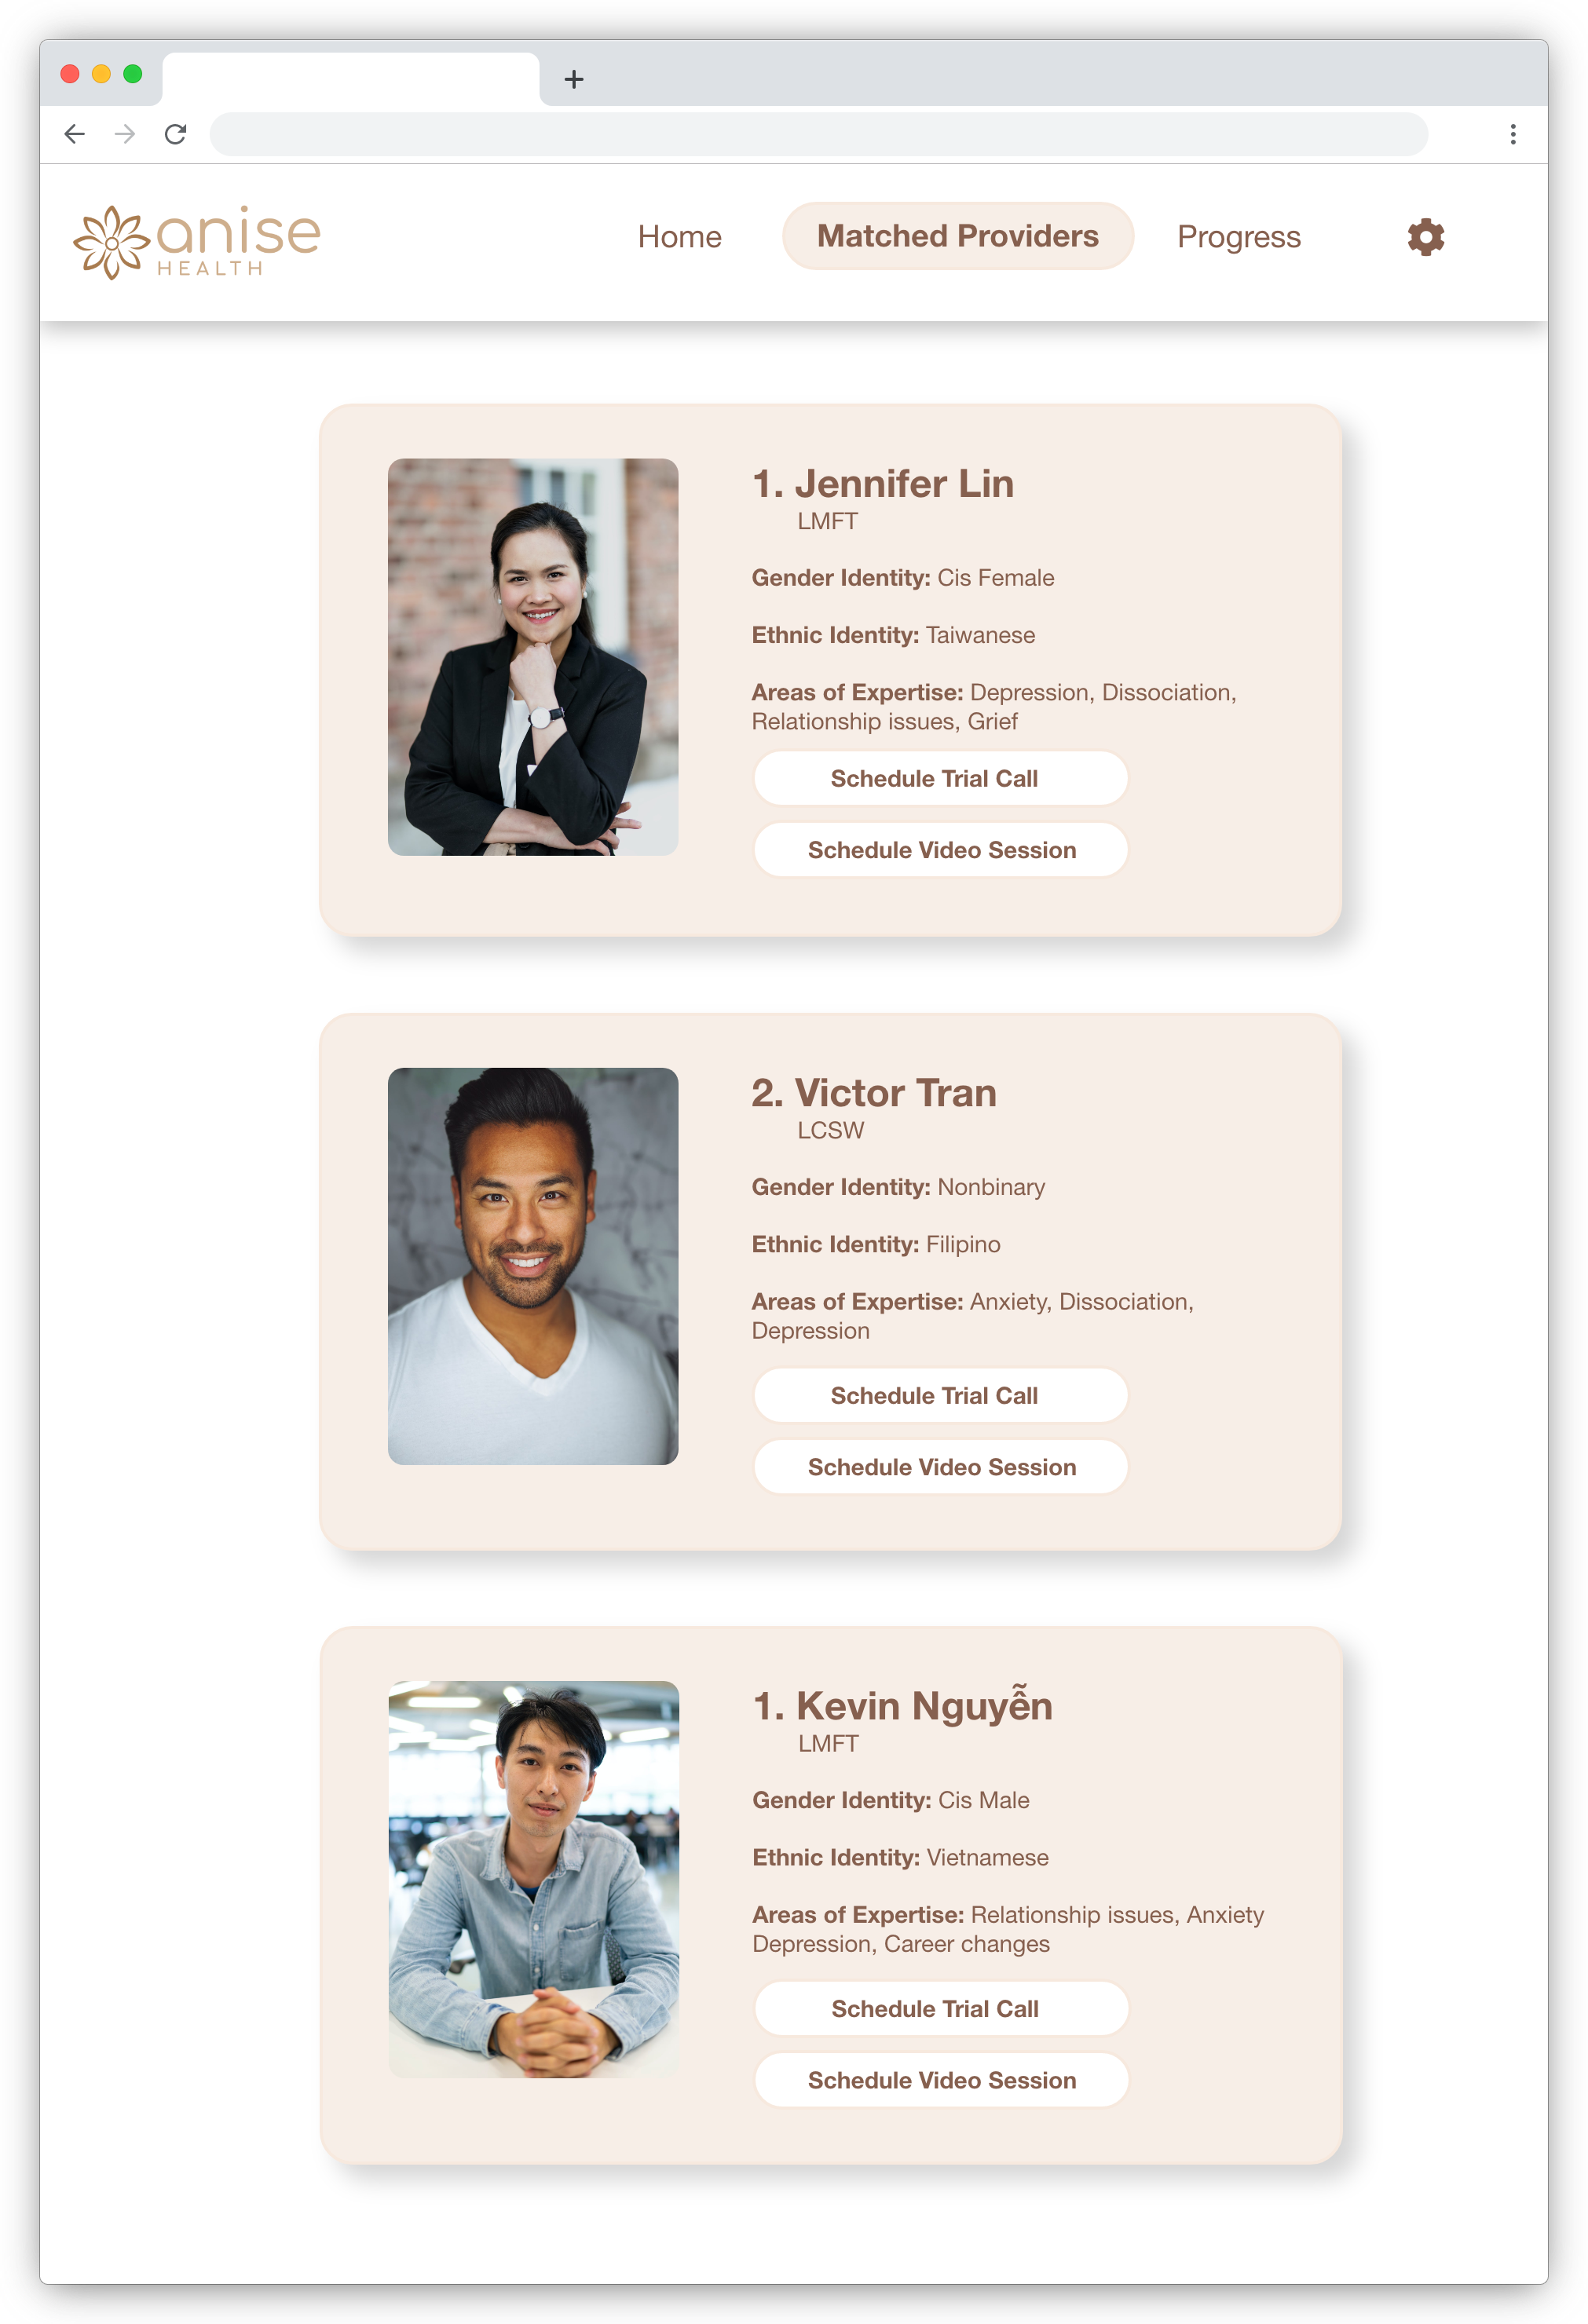 anise
HEALTH
Home
Matched Providers
Progress
1. Jennifer Lin
LMFT
Gender Identity: Cis Female
Ethnic Identity: Taiwanese
Areas of Expertise: Depression, Dissociation,
Relationship issues, Grief
Schedule Trial Call
Schedule Video Session
2. Victor Tran
LCSW
Gender Identity: Nonbinary
Ethnic Identity: Filipino
Areas of Expertise: Anxiety, Dissociation,
Depression
Schedule Trial Call
Schedule Video Session
1. Kevin Nguyễn
LMFT
Gender Identity: Cis Male
Ethnic Identity: Vietnamese
Areas of Expertise: Relationship issues, Anxiety
Depression, Career changes
Schedule Trial Call
Schedule Video Session